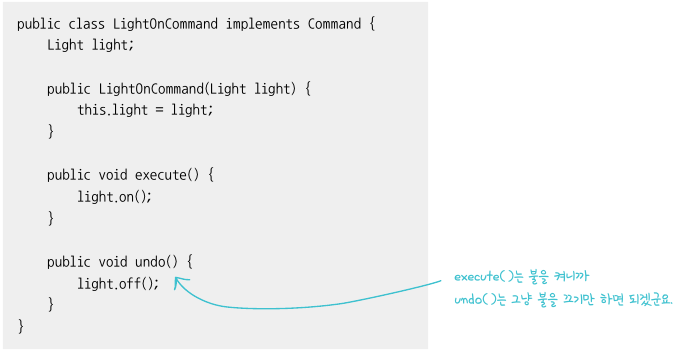 public class LightOnCommand implements Command {
    Light light;

    public LightOnCommand(Light light) {
        this.light = light;
    }

    public void execute() {
        light.on();
    }

    public void undo() {
        light.off();
    }
}
execute()는 불을 켜니까
undo()는 그냥 불을 끄기만 하면 되겠군요.